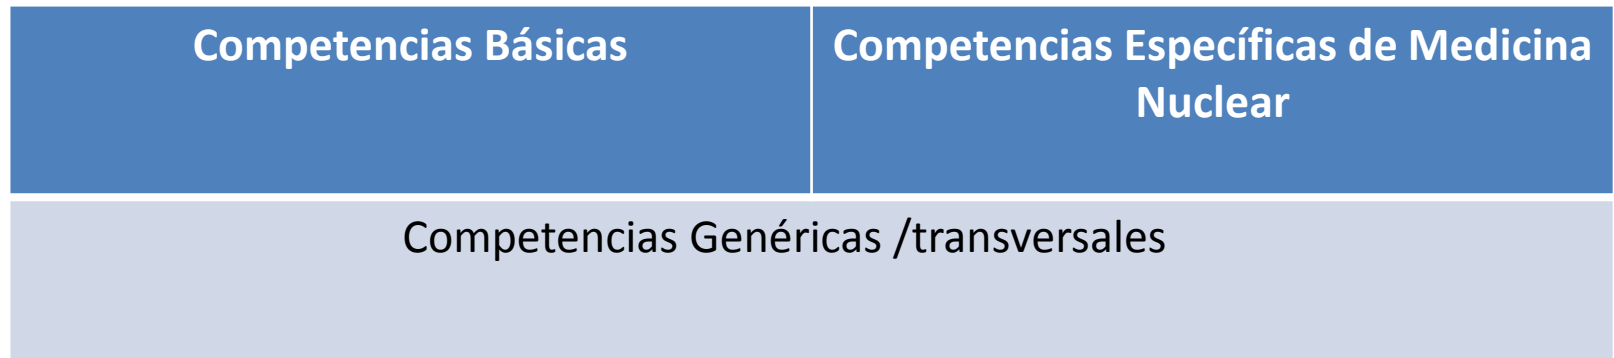 Competencias Básicas
Competencias Específicas de Medicina
Nuclear
Competencias Genéricas /transversales